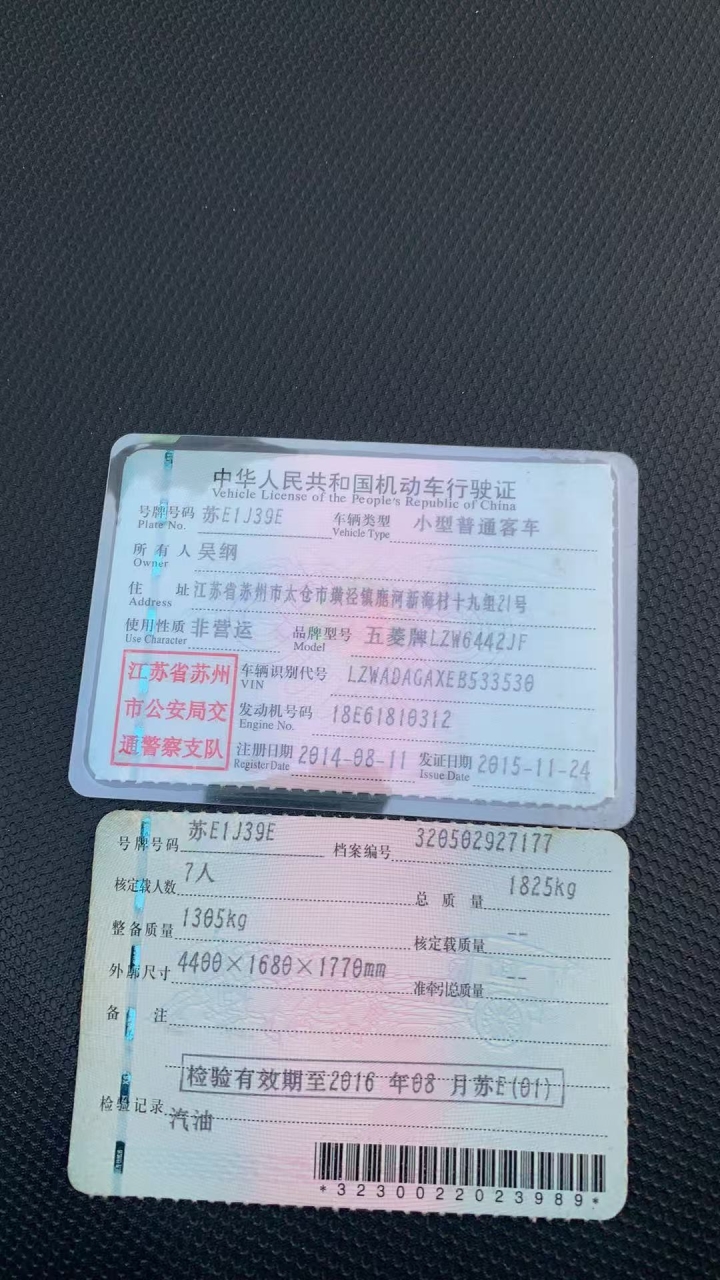 中华人民共和国机动车行驶证
Vehicle License of the People's Republic of China
号牌号码 苏E1J39E 车辆类型 小型普通客车
Plate No. Vehicle Type
所有人 吴纲
Owner
住 址 江苏省苏州市太仓市璜泾镇鹿河新海村十九组21号
Address
使用性质 非营运 品牌型号 五菱牌LZW6442JF
Use Character Model
江苏省苏州
市公安局交
通警察支队
车辆识别代号 LZWADAGAXEB533530
VIN
发动机号码 18E61810312
Engine No.
注册日期 2014-08-11 发证日期 2015-11-24
Register Date Issue Date
号牌号码 苏E1J39E 档案编号 320502927177
核定载人数 7人 总质量 1825kg
整备质量 1305kg 核定载质量 --
外廓尺寸 4400×1680×1770mm 准牵引总质量 --
备 注
检验有效期至2016 年08 月苏E(01)
检验记录 汽油
*3230022023989*